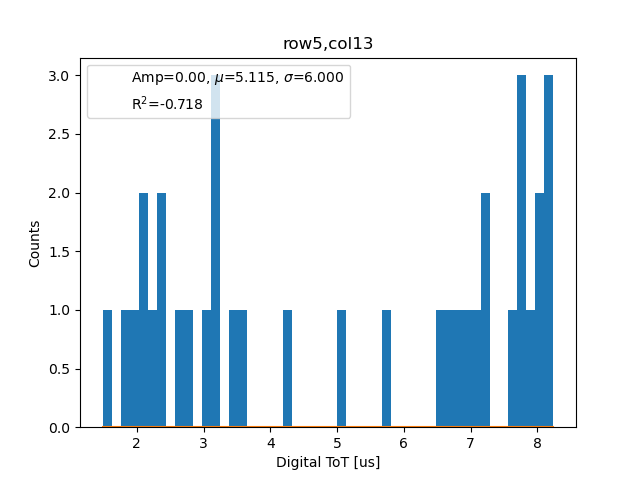 row5,col13
Amp=0.00, μ=5.115, σ=6.000
R²=-0.718
3.0
2.5
2.0
1.5
1.0
0.5
0.0
Counts
2 3 4 5 6 7 8
Digital ToT [us]